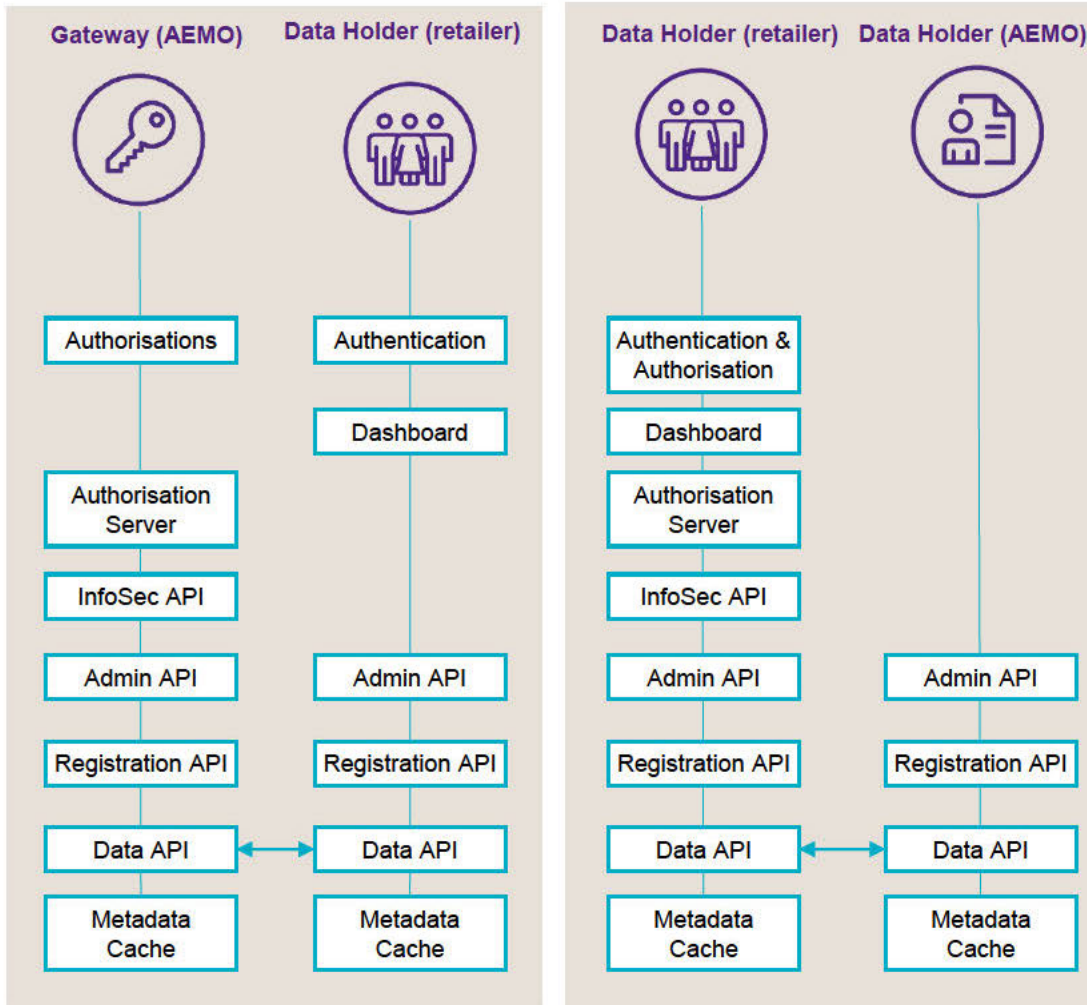 Gateway (AEMO)
Data Holder (retailer)
Authorisations
Authentication
Dashboard
Authorisation
Server
InfoSec API
Admin API
Admin API
Registration API
Registration API
Data API
Data API
Metadada
Cache
Metadata
Cache
Data Holder (retailer)
Data Holder (AEMO)
Authentication &
Authorisation
Dashboard
Authorisation
Server
InfoSec API
Admin API
Admin API
Registration API
Registration API
Data API
Data API
Metadata
Cache
Metadata
Cache